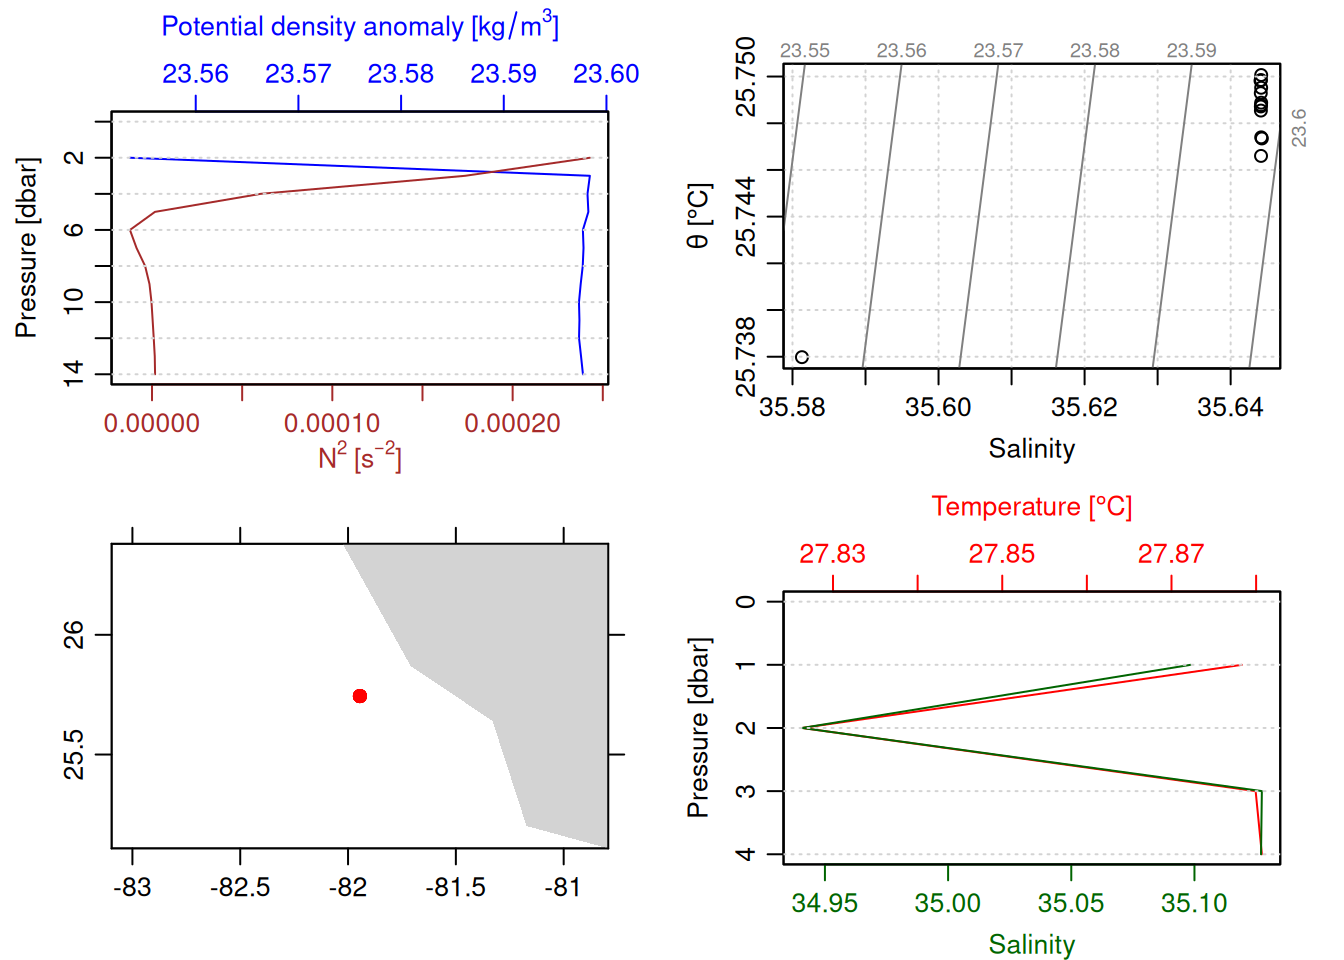 Potential density anomaly [kg/m³]
23.56 23.57 23.58 23.59 23.60
Pressure [dbar]
2
6
10
14
0.00000 0.00010 0.00020
N² [s⁻²]
23.55 23.56 23.57 23.58 23.59
23.6
θ [°C]
25.750
25.744
25.738
35.58 35.60 35.62 35.64
Salinity
26
25.5
-83 -82.5 -82 -81.5 -81
Temperature [°C]
27.83 27.85 27.87
Pressure [dbar]
0
1
2
3
4
34.95 35.00 35.05 35.10
Salinity